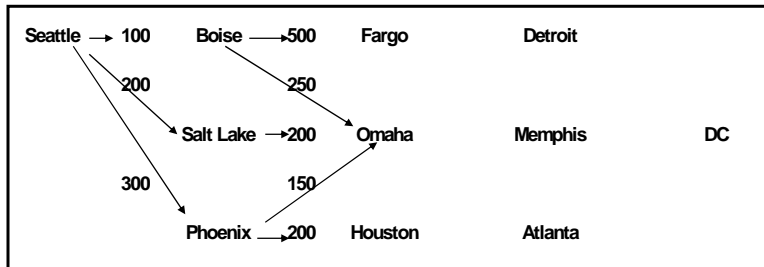 Seattle 100 Boise 500 Fargo Detroit
200 250
Salt Lake 200 Omaha Memphis DC
300 150
Phoenix 200 Houston Atlanta